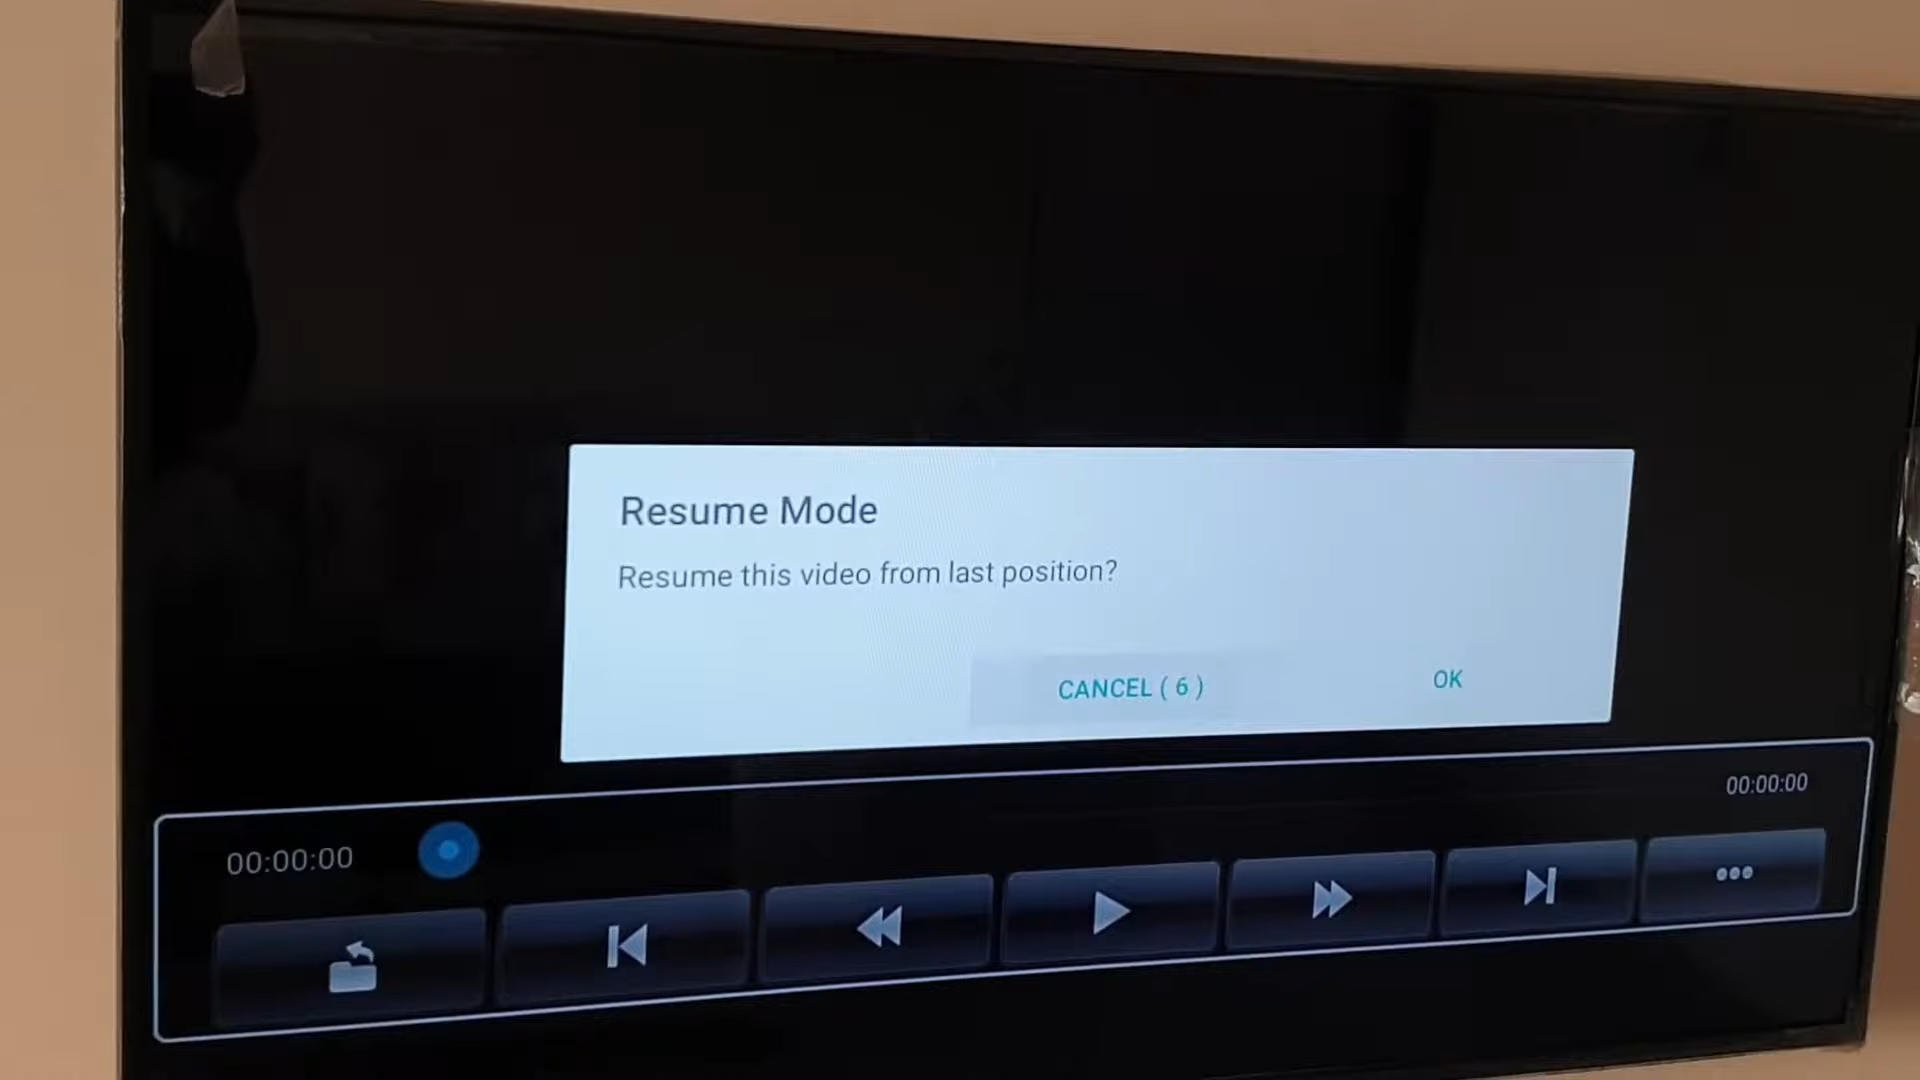 Resume Mode
Resume this video from last position?
CANCEL ( 6 )
OK
00:00:00
00:00:00